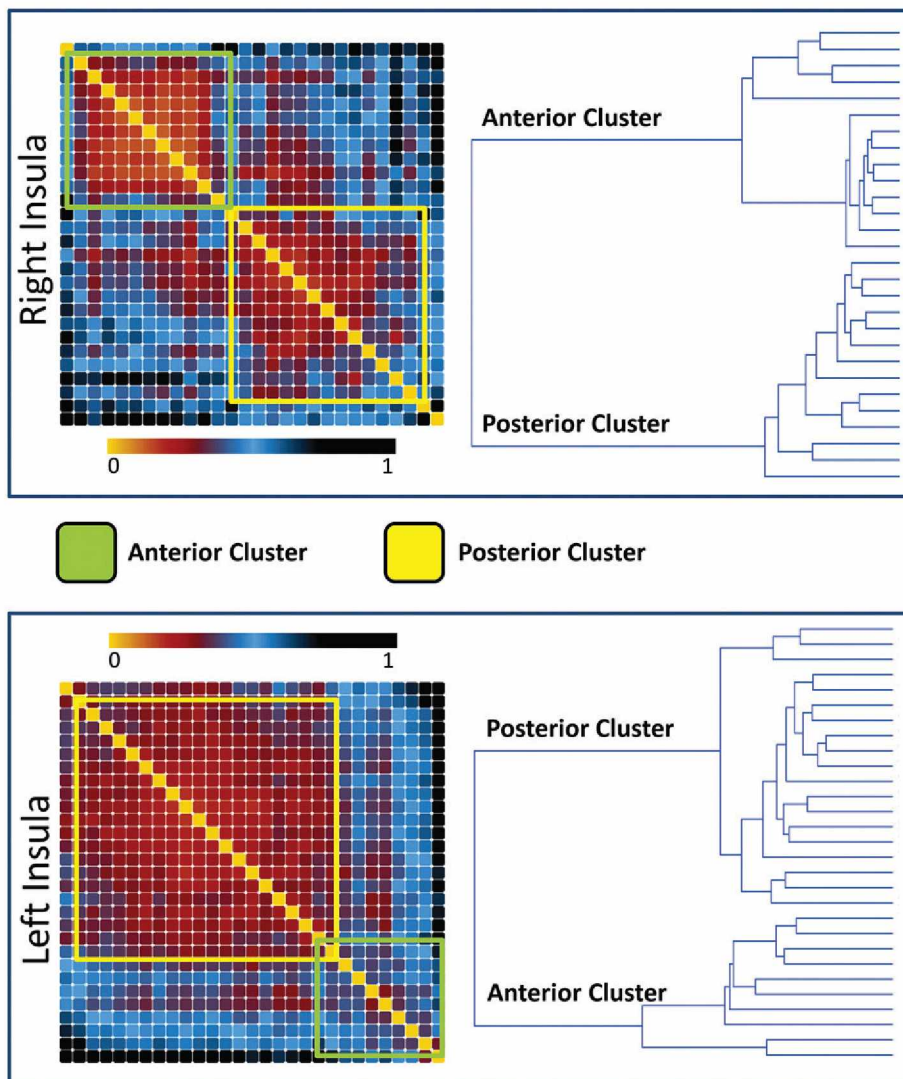 Right Insula
Anterior Cluster
Posterior Cluster
0 1
Anterior Cluster
Posterior Cluster
0 1
Left Insula
Posterior Cluster
Anterior Cluster